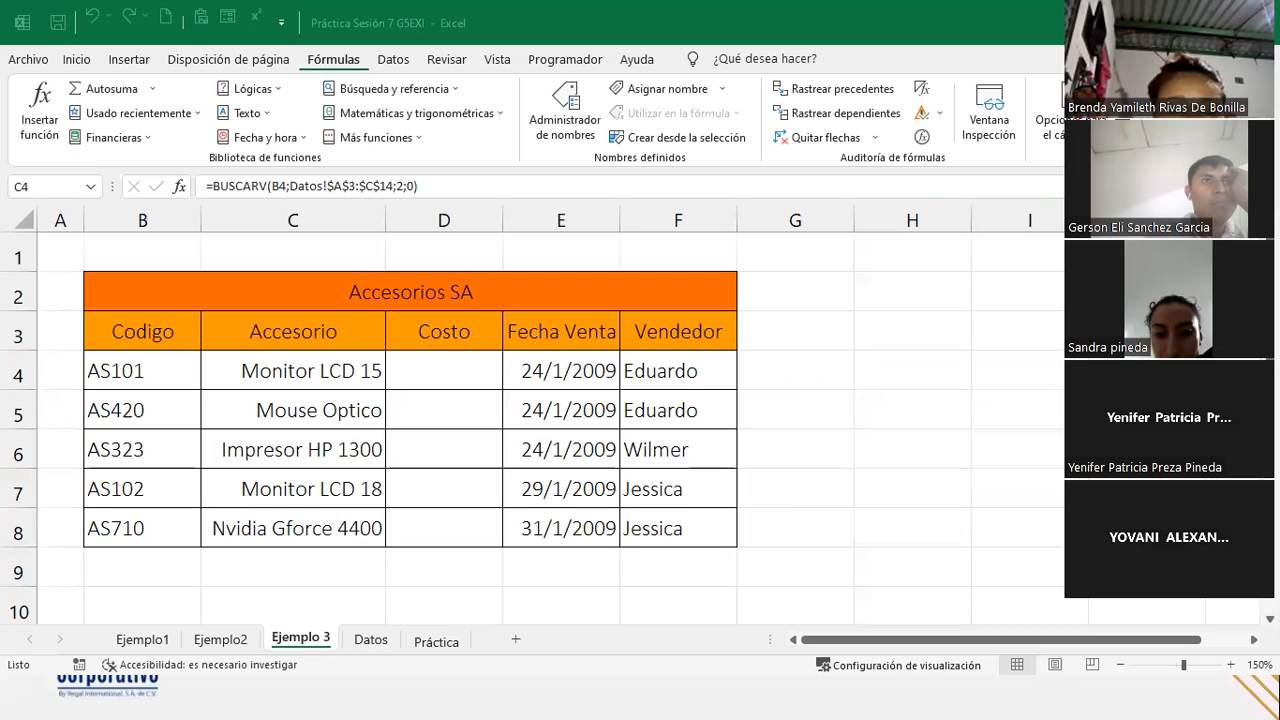 Práctica Sesión 7 G5EXI - Excel
Archivo Inicio Insertar Disposición de página Fórmulas Datos Revisar Vista Programador Ayuda ¿Qué desea hacer?
Insertar función
Autosuma
Usado recientemente
Financieras
Lógicas
Texto
Fecha y hora
Búsqueda y referencia
Matemáticas y trigonométricas
Más funciones
Biblioteca de funciones
Administrador de nombres
Asignar nombre
Utilizar en la fórmula
Crear desde la selección
Nombres definidos
Rastrear precedentes
Rastrear dependientes
Quitar flechas
Auditoría de fórmulas
Ventana Inspección
C4 fx =BUSCARV(B4;Datos!$A$3:$C$14;2;0)
A B C D E F G H I
1
2 Accesorios SA
3 Codigo Accesorio Costo Fecha Venta Vendedor
4 AS101 Monitor LCD 15 24/1/2009 Eduardo
5 AS420 Mouse Optico 24/1/2009 Eduardo
6 AS323 Impresor HP 1300 24/1/2009 Wilmer
7 AS102 Monitor LCD 18 29/1/2009 Jessica
8 AS710 Nvidia Gforce 4400 31/1/2009 Jessica
9
10
Ejemplo1 Ejemplo2 Ejemplo 3 Datos Práctica
Listo Accesibilidad: es necesario investigar Configuración de visualización 150%
By Regal International, S.A. de C.V.
Brenda Yamileth Rivas De Bonilla
Gerson Eli Sanchez Garcia
Sandra pineda
Yenifer Patricia Pr...
Yenifer Patricia Preza Pineda
YOVANI ALEXAN...